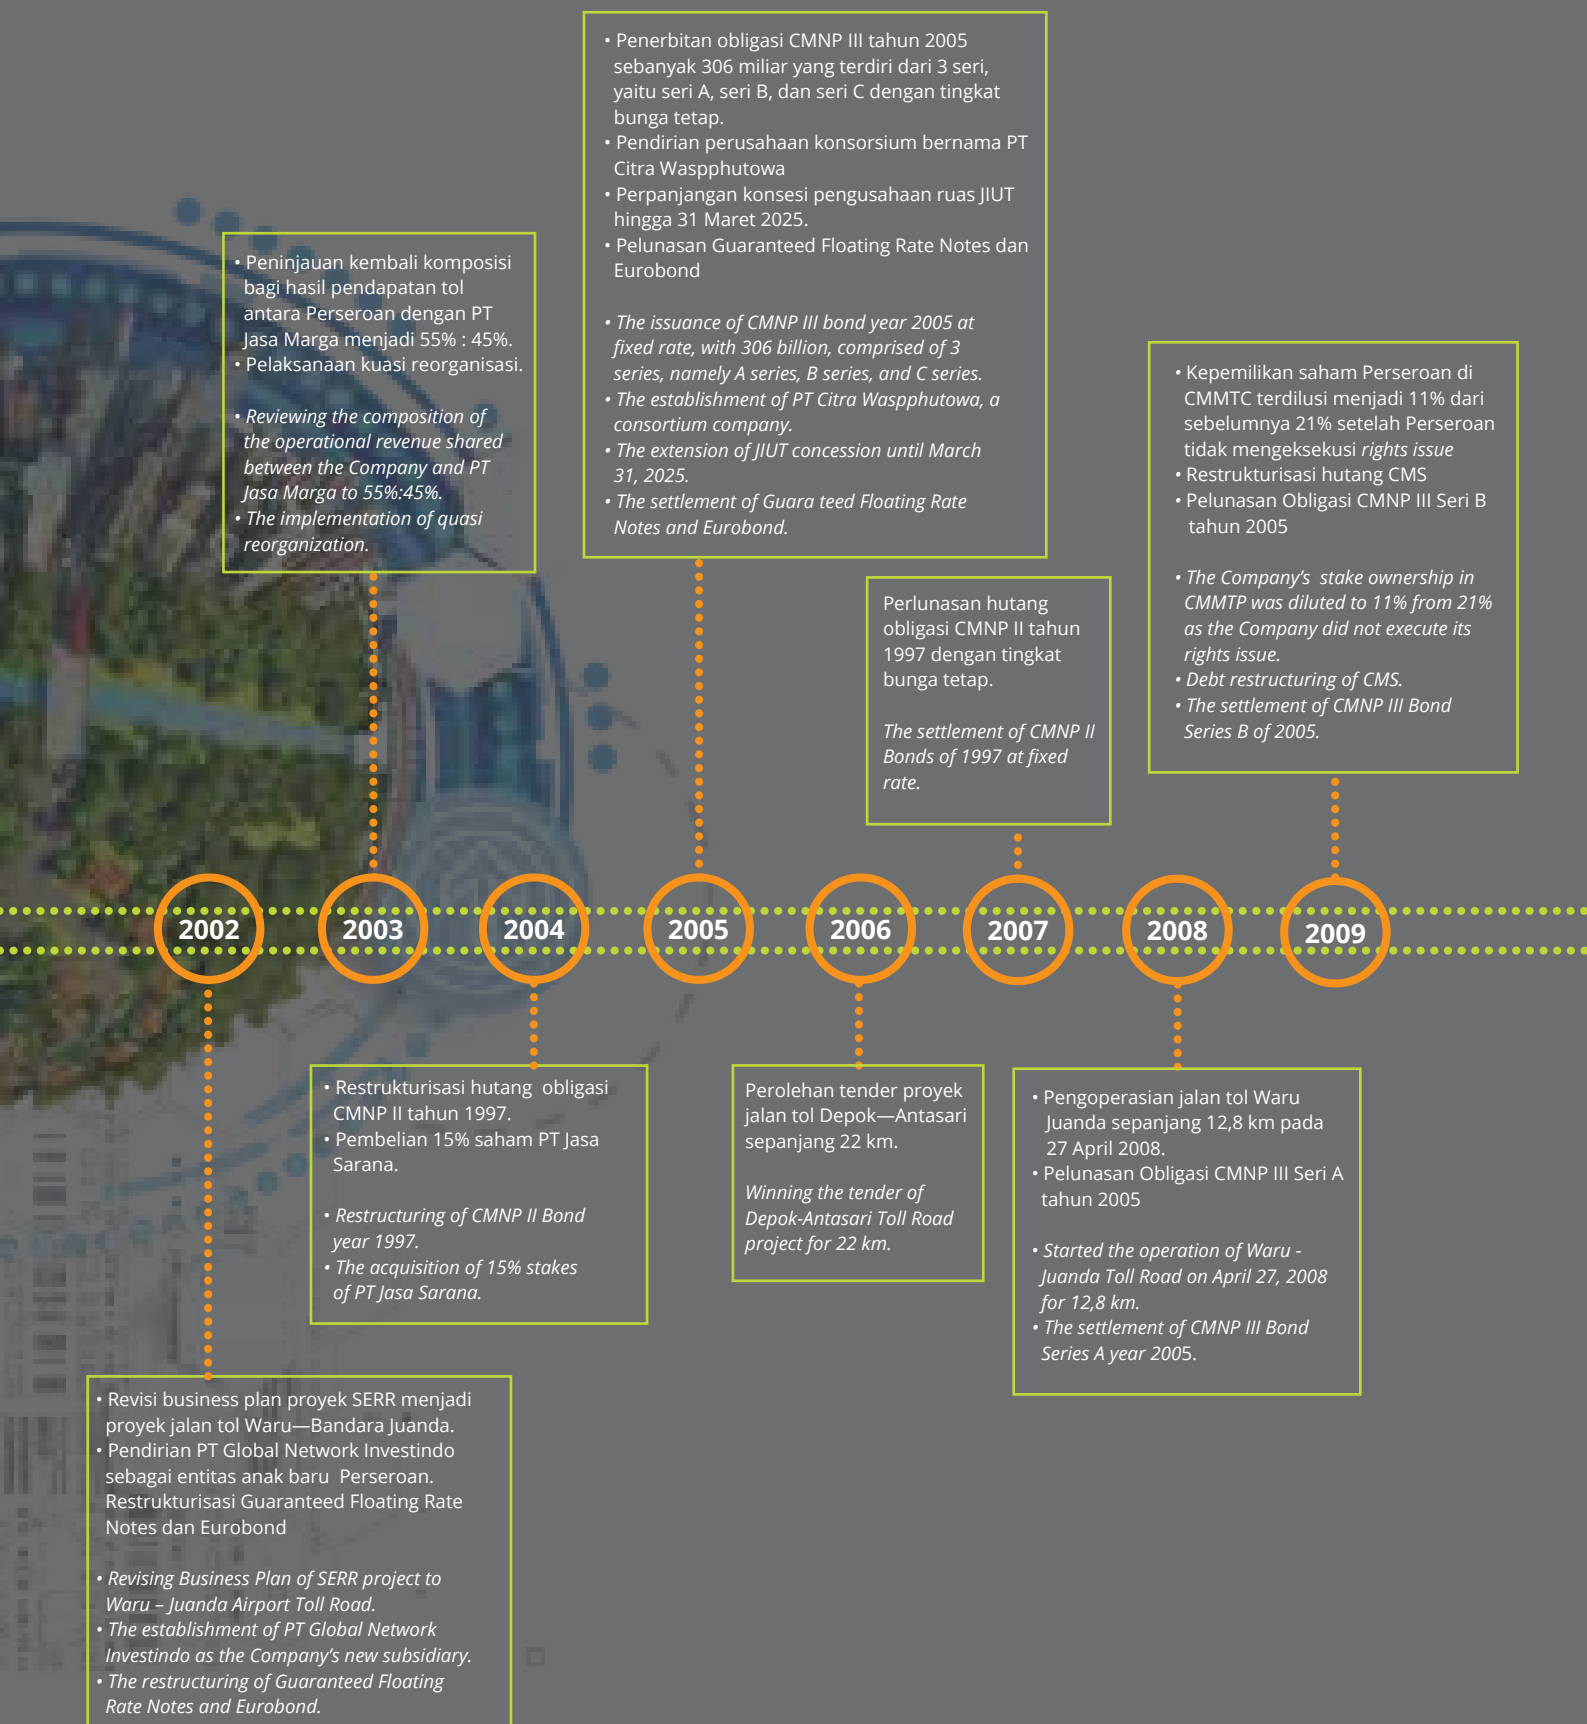 • Penerbitan obligasi CMNP III tahun 2005
sebanyak 306 miliar yang terdiri dari 3 seri,
yaitu seri A, seri B, dan seri C dengan tingkat
bunga tetap.
• Pendirian perusahaan konsorsium bernama PT
Citra Waspphutowa
• Perpanjangan konsesi pengusahaan ruas JIUT
hingga 31 Maret 2025.
• Pelunasan Guaranteed Floating Rate Notes dan
Eurobond
• The issuance of CMNP III bond year 2005 at
fixed rate, with 306 billion, comprised of 3
series, namely A series, B series, and C series.
• The establishment of PT Citra Waspphutowa, a
consortium company.
• The extension of JIUT concession until March
31, 2025.
• The settlement of Guara teed Floating Rate
Notes and Eurobond.
• Peninjauan kembali komposisi
bagi hasil pendapatan tol
antara Perseroan dengan PT
Jasa Marga menjadi 55% : 45%.
• Pelaksanaan kuasi reorganisasi.
• Reviewing the composition of
the operational revenue shared
between the Company and PT
Jasa Marga to 55%:45%.
• The implementation of quasi
reorganization.
• Kepemilikan saham Perseroan di
CMMTC terdilusi menjadi 11% dari
sebelumnya 21% setelah Perseroan
tidak mengeksekusi rights issue
• Restrukturisasi hutang CMS
• Pelunasan Obligasi CMNP III Seri B
tahun 2005
• The Company’s  stake ownership in
CMMTP was diluted to 11% from 21%
as the Company did not execute its
rights issue.
• Debt restructuring of CMS.
• The settlement of CMNP III Bond
Series B of 2005.
Perlunasan hutang
obligasi CMNP II tahun
1997 dengan tingkat
bunga tetap.
The settlement of CMNP II
Bonds of 1997 at fixed
rate.
2002
2003
2004
2005
2006
2007
2008
2009
• Restrukturisasi hutang  obligasi
CMNP II tahun 1997.
• Pembelian 15% saham PT Jasa
Sarana.
• Restructuring of CMNP II Bond
year 1997.
• The acquisition of 15% stakes
of PT Jasa Sarana.
Perolehan tender proyek
jalan tol Depok—Antasari
sepanjang 22 km.
Winning the tender of
Depok-Antasari Toll Road
project for 22 km.
• Pengoperasian jalan tol Waru
Juanda sepanjang 12,8 km pada
27 April 2008.
• Pelunasan Obligasi CMNP III Seri A
tahun 2005
• Started the operation of Waru -
Juanda Toll Road on April 27, 2008
for 12,8 km.
• The settlement of CMNP III Bond
Series A year 2005.
• Revisi business plan proyek SERR menjadi
proyek jalan tol Waru—Bandara Juanda.
• Pendirian PT Global Network Investindo
sebagai entitas anak baru  Perseroan.
Restrukturisasi Guaranteed Floating Rate
Notes dan Eurobond
• Revising Business Plan of SERR project to
Waru – Juanda Airport Toll Road.
• The establishment of PT Global Network
Investindo as the Company’s new subsidiary.
• The restructuring of Guaranteed Floating
Rate Notes and Eurobond.